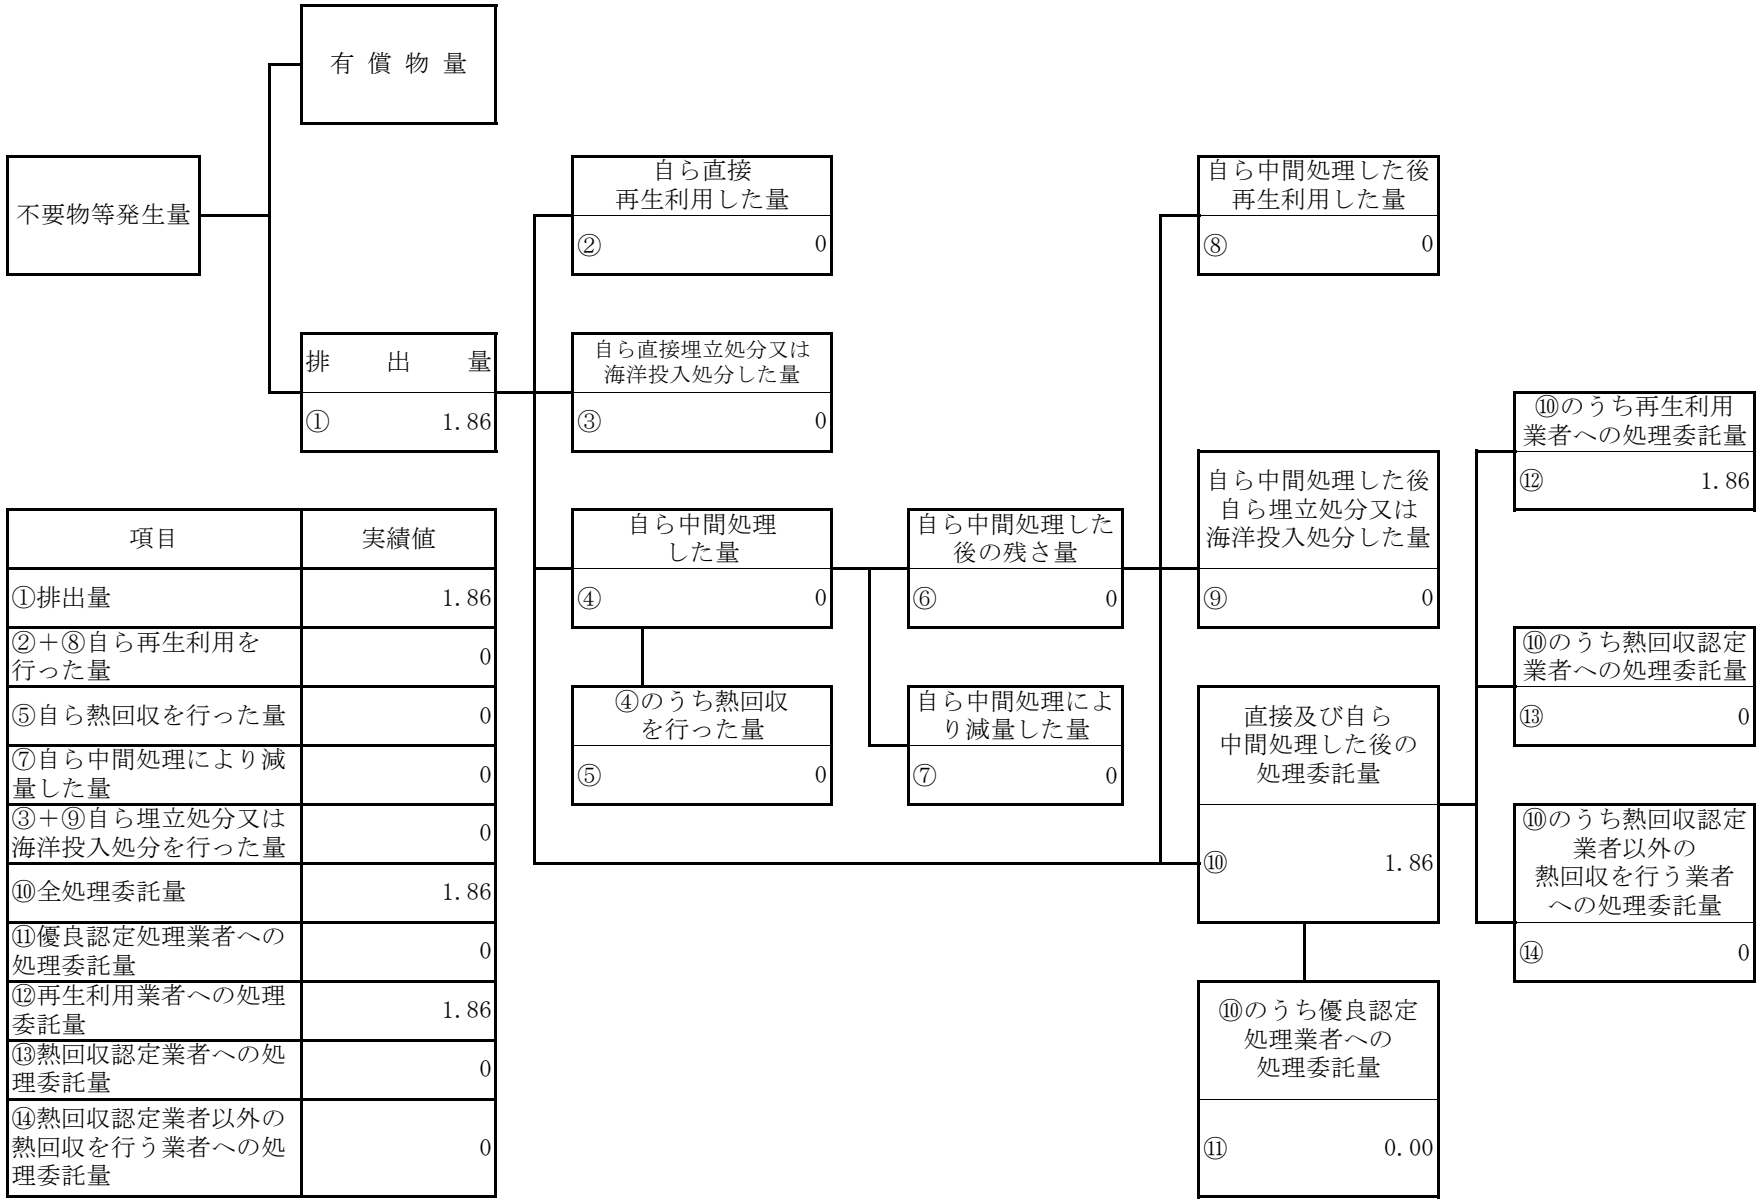 有償物量
不要物等発生量
自ら直接
再生利用した量
② 0
自ら中間処理した後
再生利用した量
⑧ 0
排出量
① 1.86
自ら直接埋立処分又は
海洋投入処分した量
③ 0
⑩のうち再生利用
業者への処理委託量
⑫ 1.86
自ら中間処理した後
自ら埋立処分又は
海洋投入処分した量
⑨ 0
自ら中間処理
した量
④ 0
自ら中間処理した
後の残さ量
⑥ 0
⑩のうち熱回収認定
業者への処理委託量
⑬ 0
④のうち熱回収
を行った量
⑤ 0
自ら中間処理によ
り減量した量
⑦ 0
直接及び自ら
中間処理した後の
処理委託量
⑩ 1.86
⑩のうち熱回収認定
業者以外の
熱回収を行う業者
への処理委託量
⑭ 0
⑩のうち優良認定
処理業者への
処理委託量
⑪ 0.00
項目 実績値
①排出量 1.86
②＋⑧自ら再生利用を
行った量 0
⑤自ら熱回収を行った量 0
⑦自ら中間処理により減
量した量 0
③＋⑨自ら埋立処分又は
海洋投入処分を行った量 0
⑩全処理委託量 1.86
⑪優良認定処理業者への
処理委託量 0
⑫再生利用業者への処理
委託量 1.86
⑬熱回収認定業者への処
理委託量 0
⑭熱回収認定業者以外の
熱回収を行う業者への処
理委託量 0